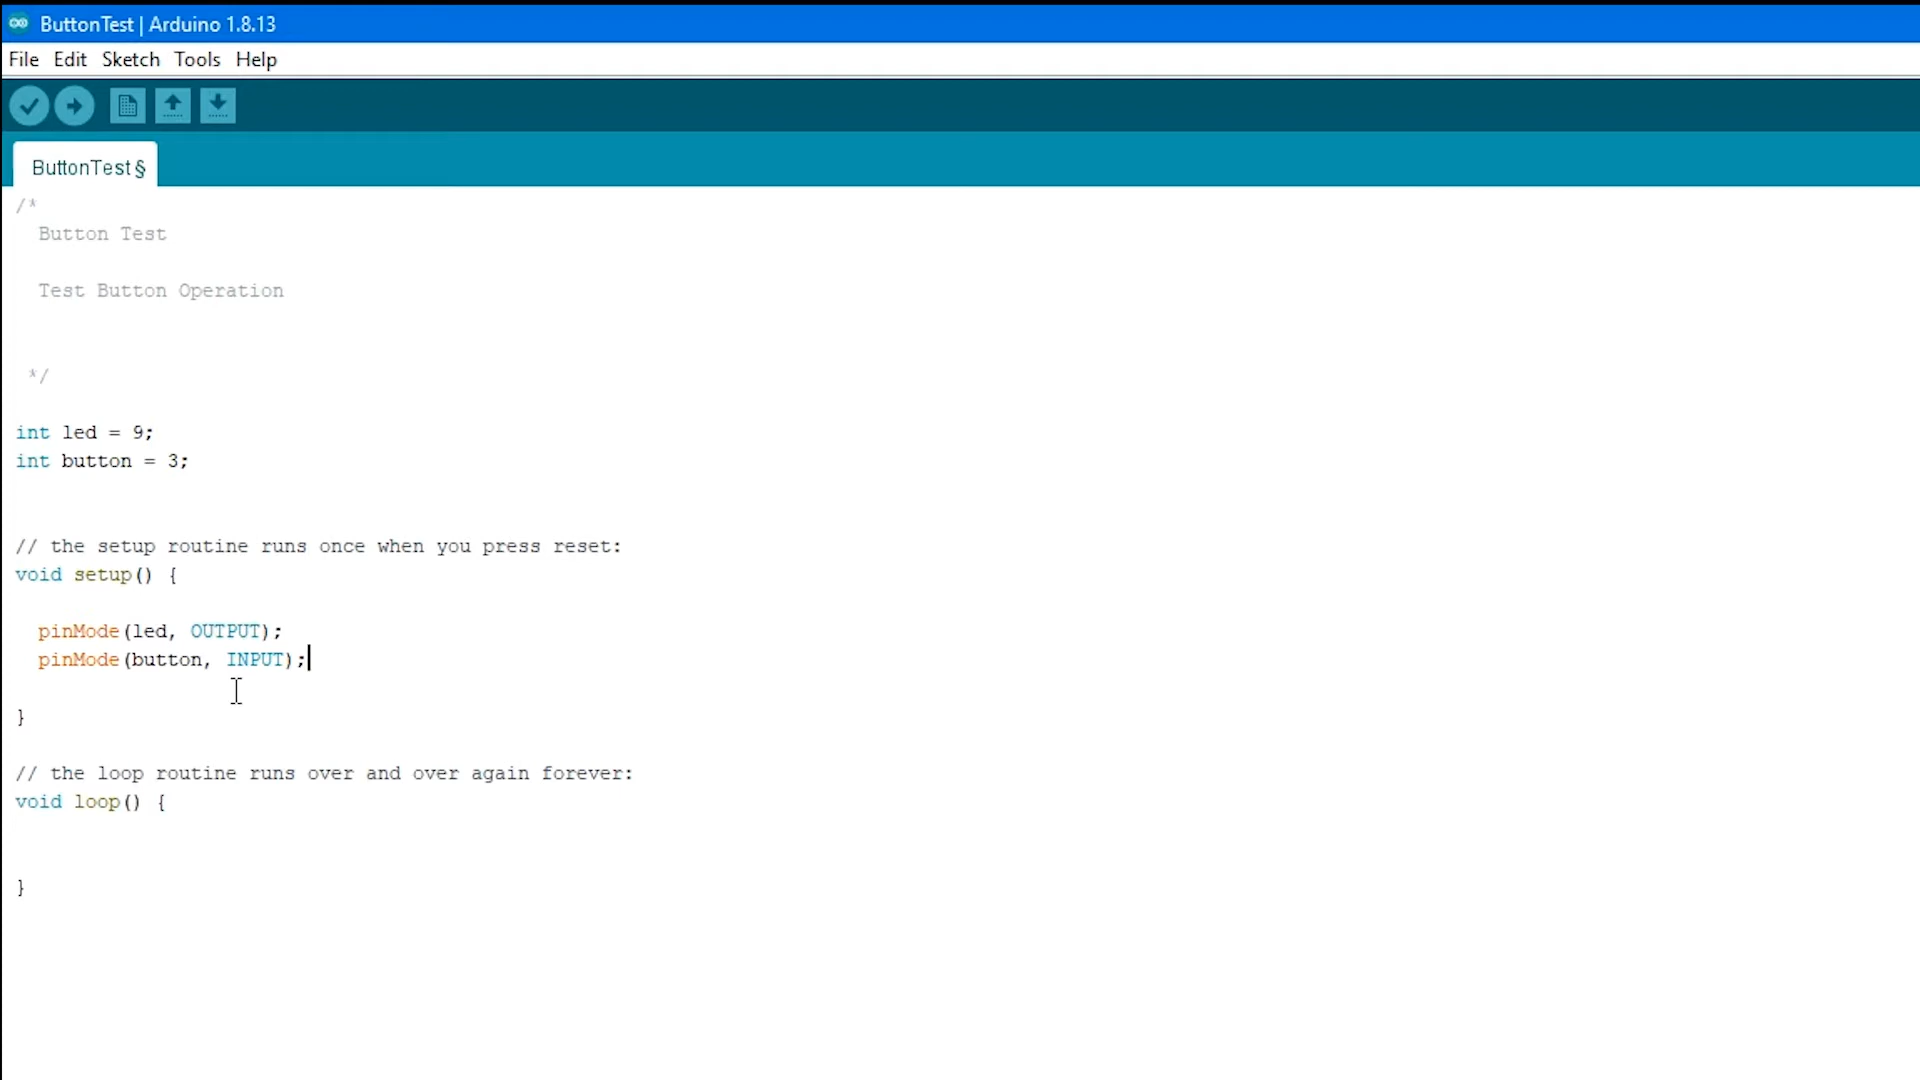 ButtonTest | Arduino 1.8.13
File Edit Sketch Tools Help
ButtonTest§
/*
Button Test
Test Button Operation
*/
int led = 9;
int button = 3;
// the setup routine runs once when you press reset:
void setup() {
pinMode(led, OUTPUT);
pinMode(button, INPUT);
}
// the loop routine runs over and over again forever:
void loop() {
}